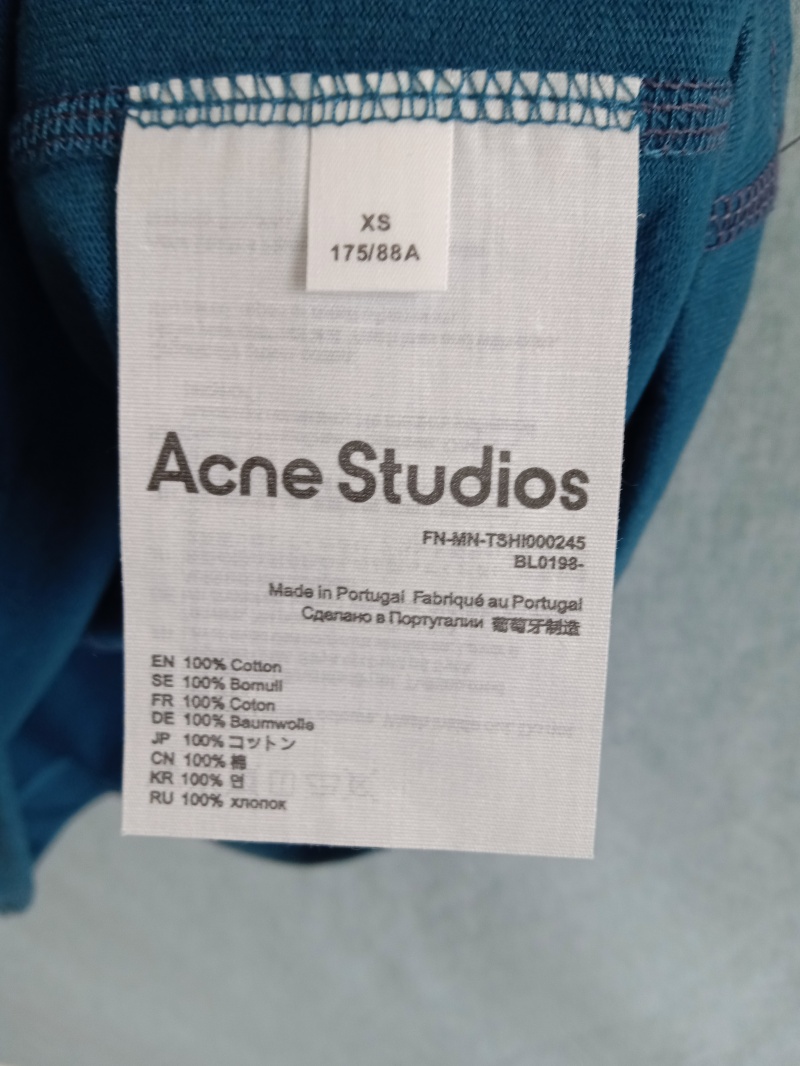 XS
175/88A
Acne Studios
FN-MN-TSHI000245
BL0198-
Made in Portugal Fabriqué au Portugal
Сделано в Португалии 葡萄牙制造
EN 100% Cotton
SE 100% Bomull
FR 100% Coton
DE 100% Baumwolle
JP 100% コットン
CN 100% 棉
KR 100% 면
RU 100% хлопок